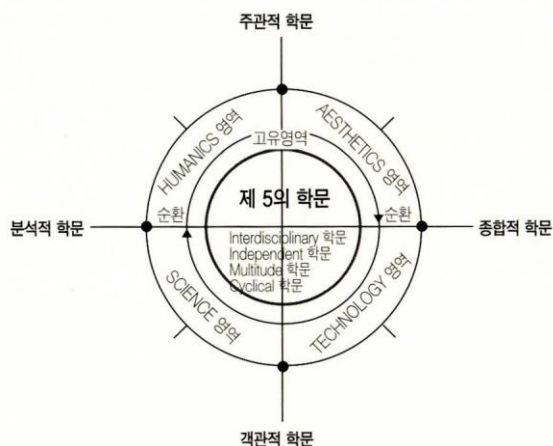 주관적 학문
HUMANICS 영역
AESTHETICS 영역
고유영역
순환
제 5의 학문
순환
분석적 학문
종합적 학문
Interdisciplinary 학문
Independent 학문
Multitude 학문
Cyclical 학문
SCIENCE 영역
TECHNOLOGY 영역
객관적 학문